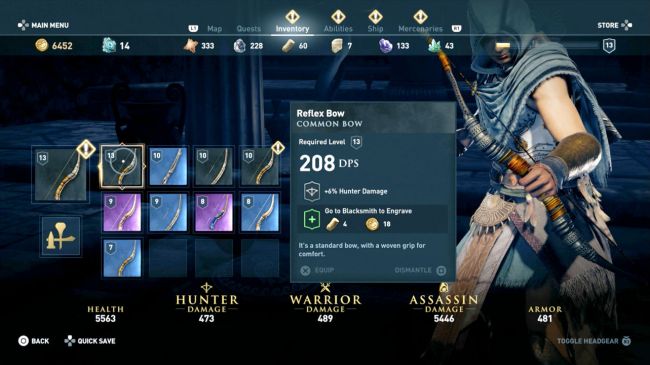 MAIN MENU
L1 Map Quests Inventory Abilities Ship Mercenaries R1
STORE
6452 14 333 228 60 7 133 43 13
Reflex Bow
COMMON BOW
Required Level 13
208 DPS
+6% Hunter Damage
Go to Blacksmith to Engrave
4 18
It's a standard bow, with a woven grip for
comfort.
EQUIP DISMANTLE
13 13 10 10 10
9 9 8 8
7
HEALTH
5563
HUNTER
DAMAGE
473
WARRIOR
DAMAGE
489
ASSASSIN
DAMAGE
5446
ARMOR
481
BACK QUICK SAVE
TOGGLE HEADGEAR